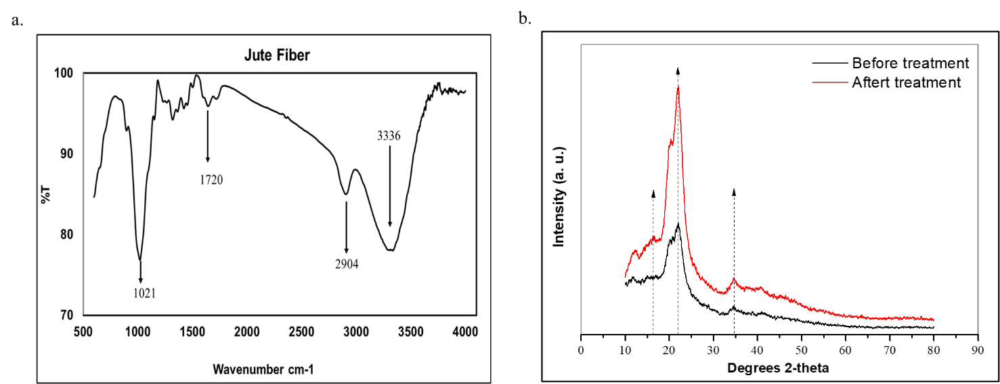 a.
Jute Fiber
%T
100
90
80
70
3336
1720
2904
1021
500 1000 1500 2000 2500 3000 3500 4000
Wavenumber cm-1
b.
Before treatment
Aftert treatment
Intensity (a. u.)
0 10 20 30 40 50 60 70 80 90
Degrees 2-theta